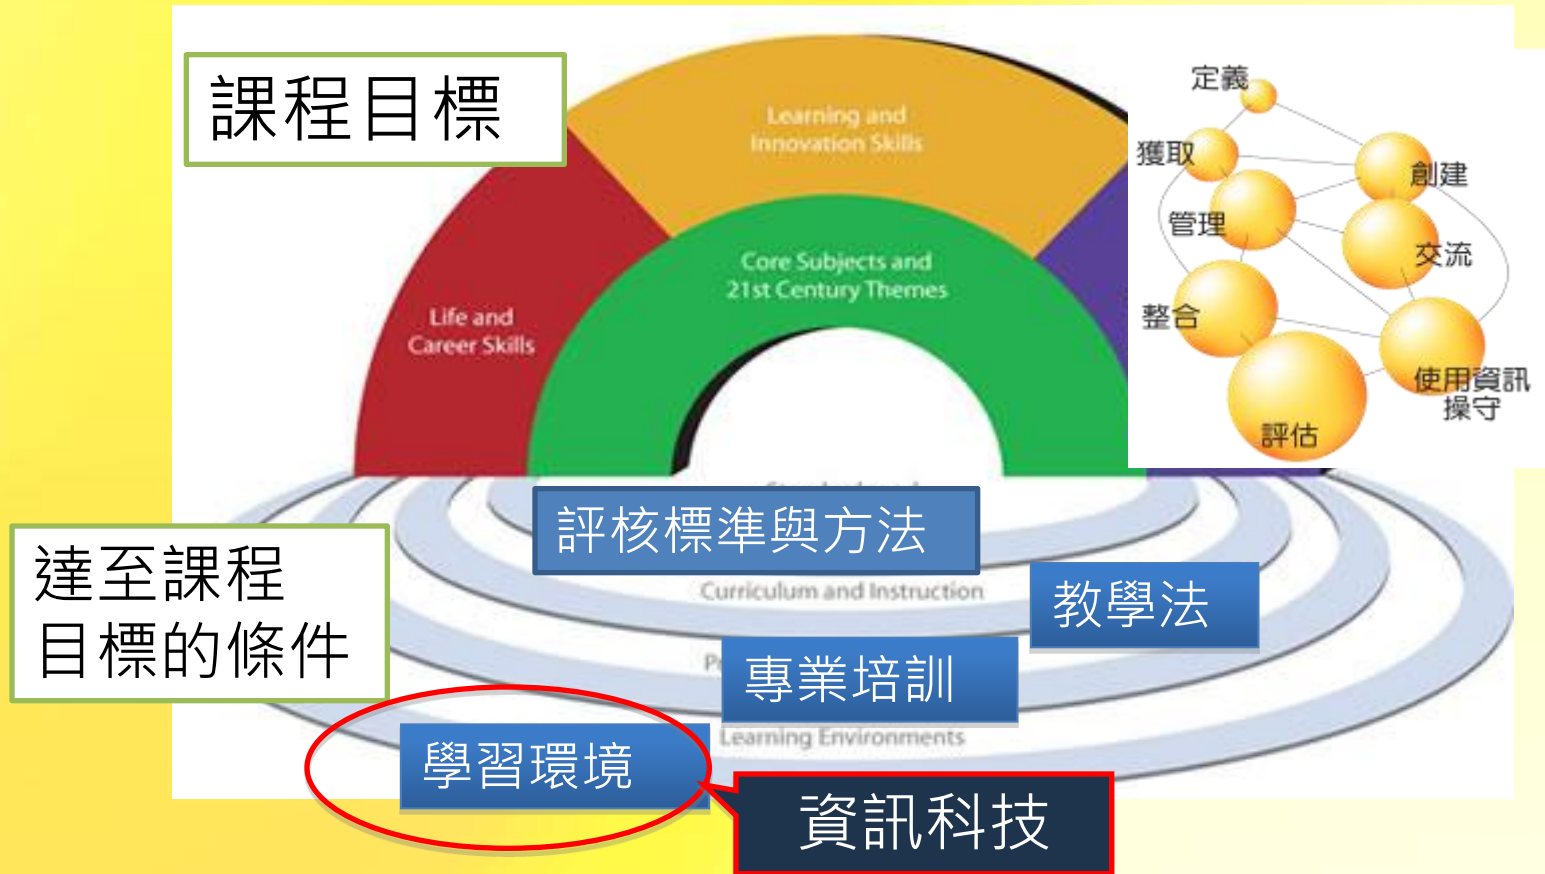 課程目標
Learning and
Innovation Skills
Core Subjects and
21st Century Themes
Life and
Career Skills
定義
獲取
創建
管理
交流
整合
使用資訊
操守
評估
評核標準與方法
Curriculum and Instruction
教學法
達至課程
目標的條件
專業培訓
Learning Environments
學習環境
資訊科技